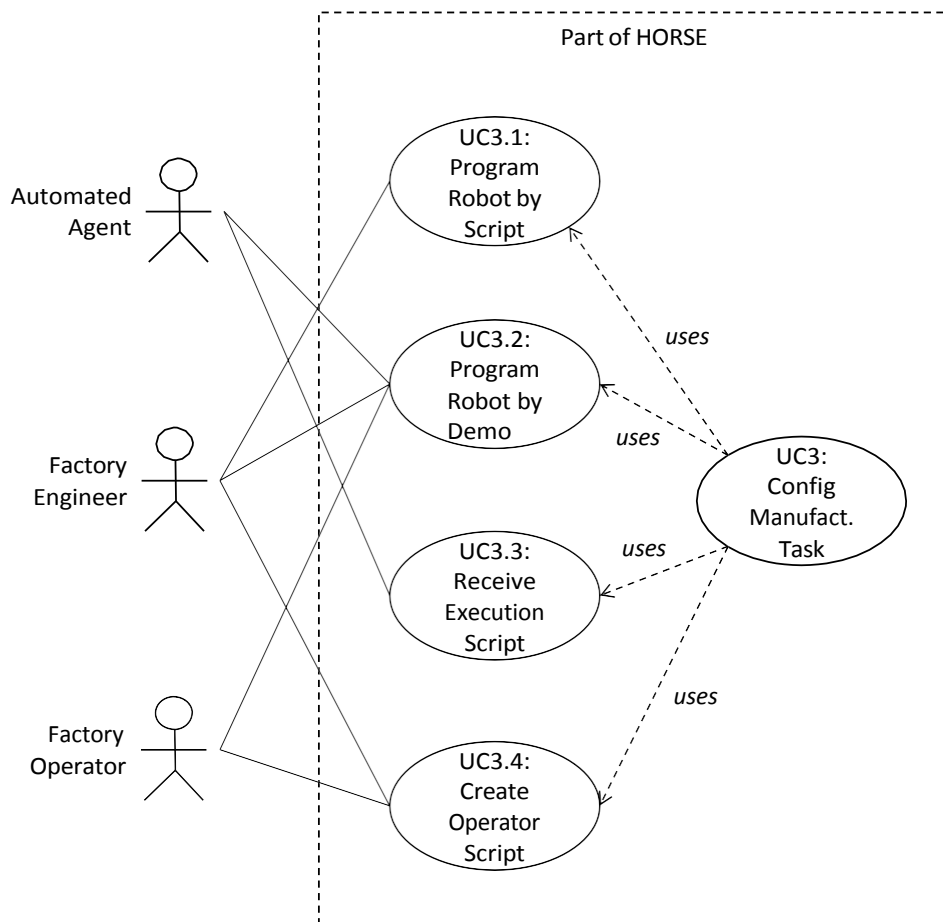 Part of HORSE
UC3.1:
Program
Robot by
Script
Automated
Agent
uses
UC3.2:
Program
Robot by
Demo
uses
UC3:
Config
Manufact.
Task
Factory
Engineer
uses
UC3.3:
Receive
Execution
Script
uses
Factory
Operator
UC3.4:
Create
Operator
Script